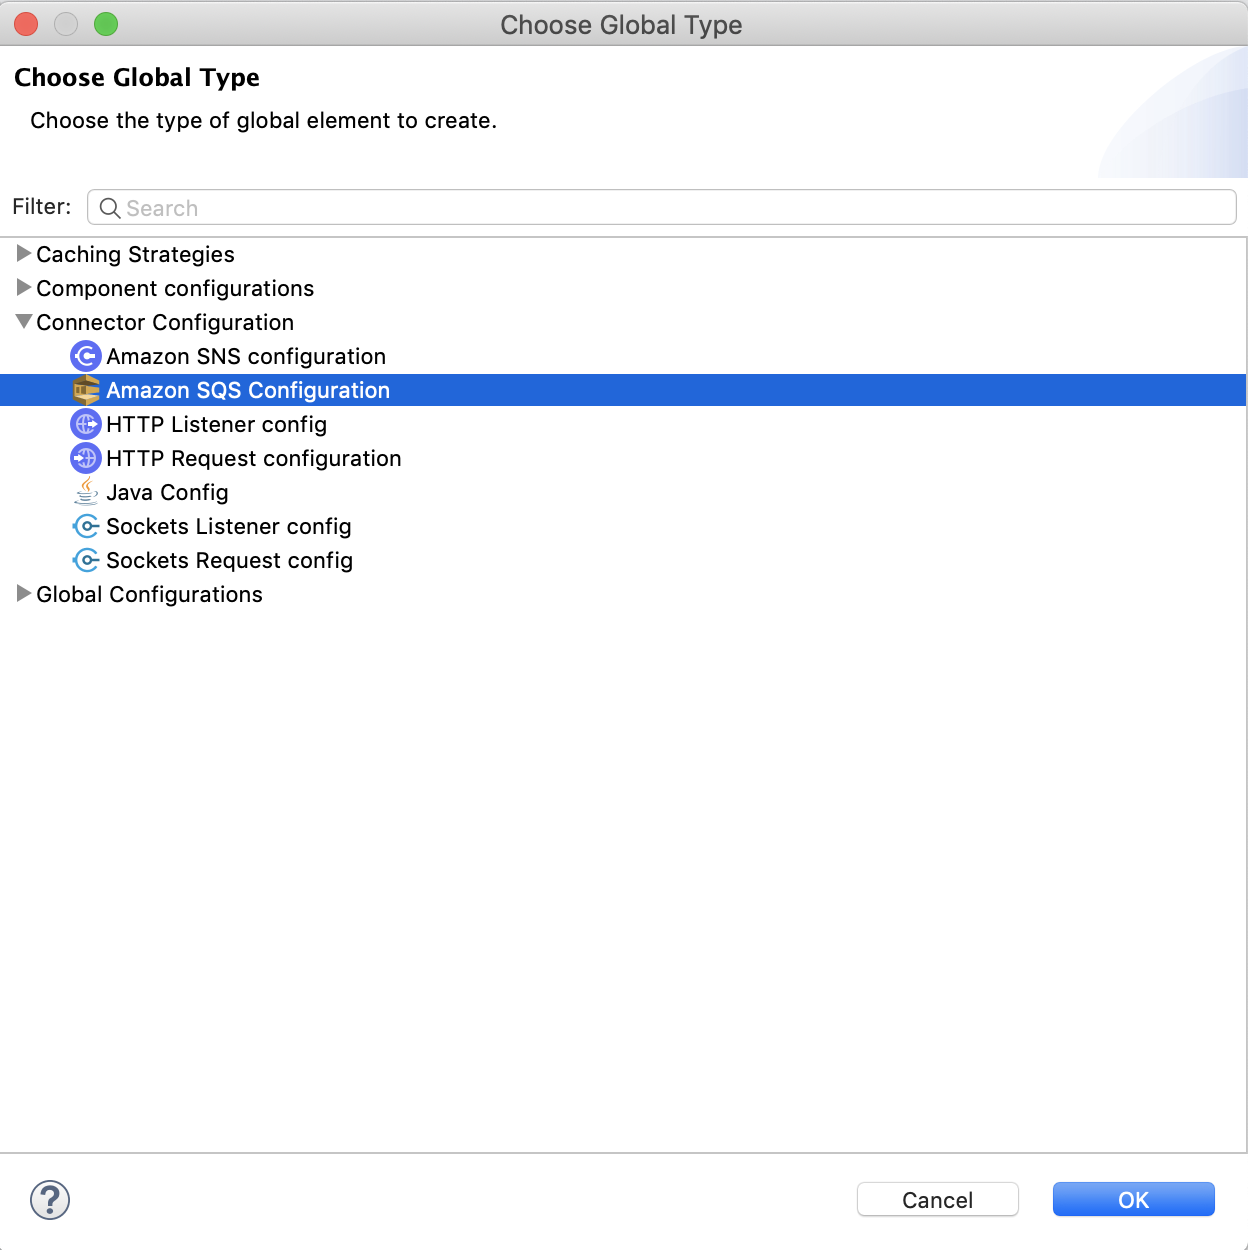 Choose Global Type
Choose Global Type
Choose the type of global element to create.
Filter: Search
Caching Strategies
Component configurations
Connector Configuration
Amazon SNS configuration
Amazon SQS Configuration
HTTP Listener config
HTTP Request configuration
Java Config
Sockets Listener config
Sockets Request config
Global Configurations
? Cancel OK